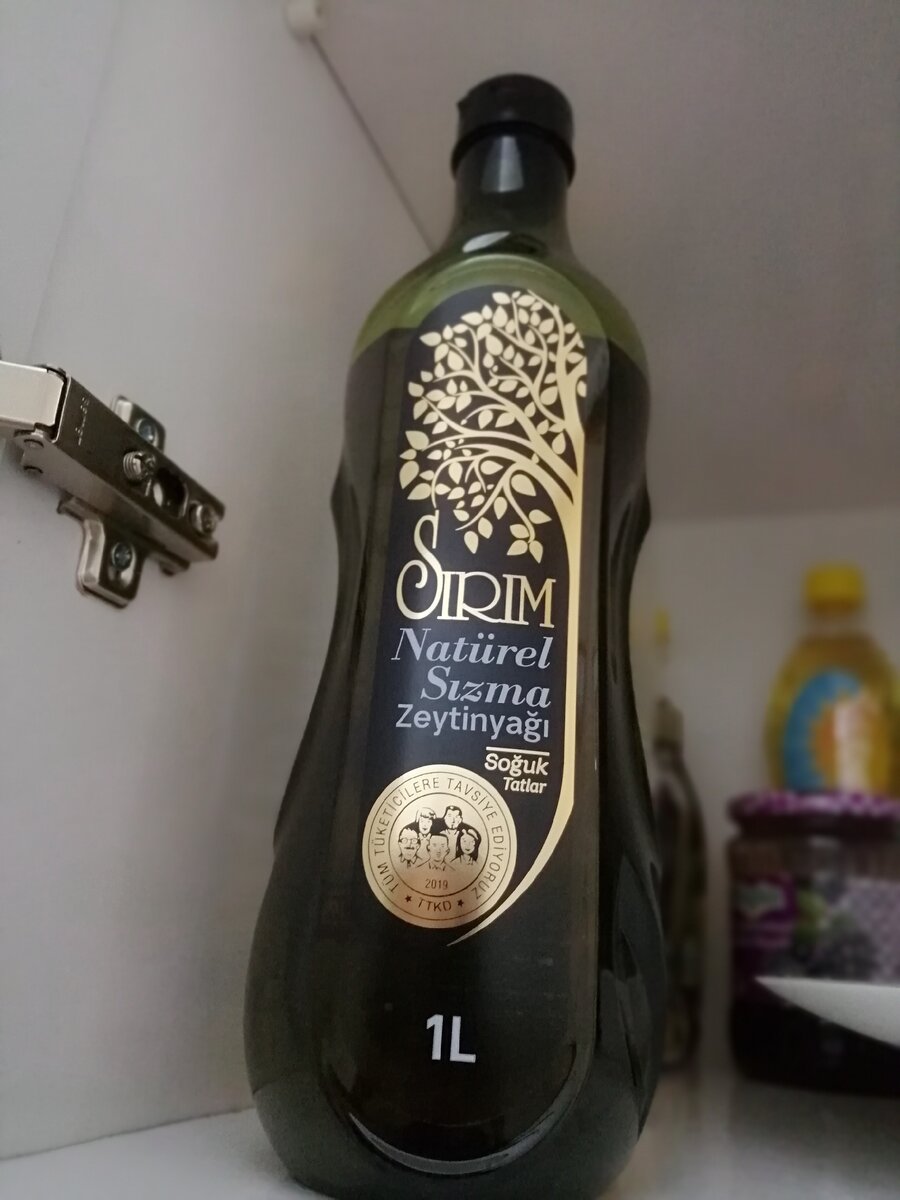 SIRIM
Natürel
Sızma
Zeytinyağı
Soğuk
Tatlar
TÜM TÜKETİCİLERE TAVSİYE EDİYORUZ
2019
★ TTKD ★
1L